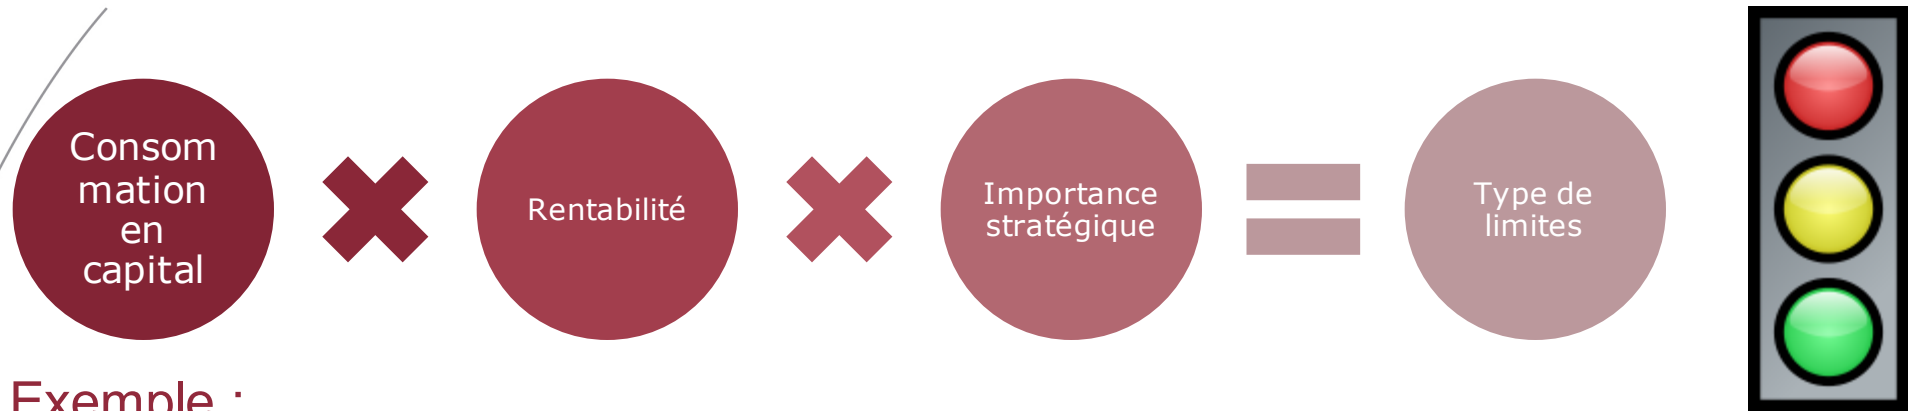 Consom
mation
en
capital
Rentabilité
Importance
stratégique
Type de
limites
Exemple :